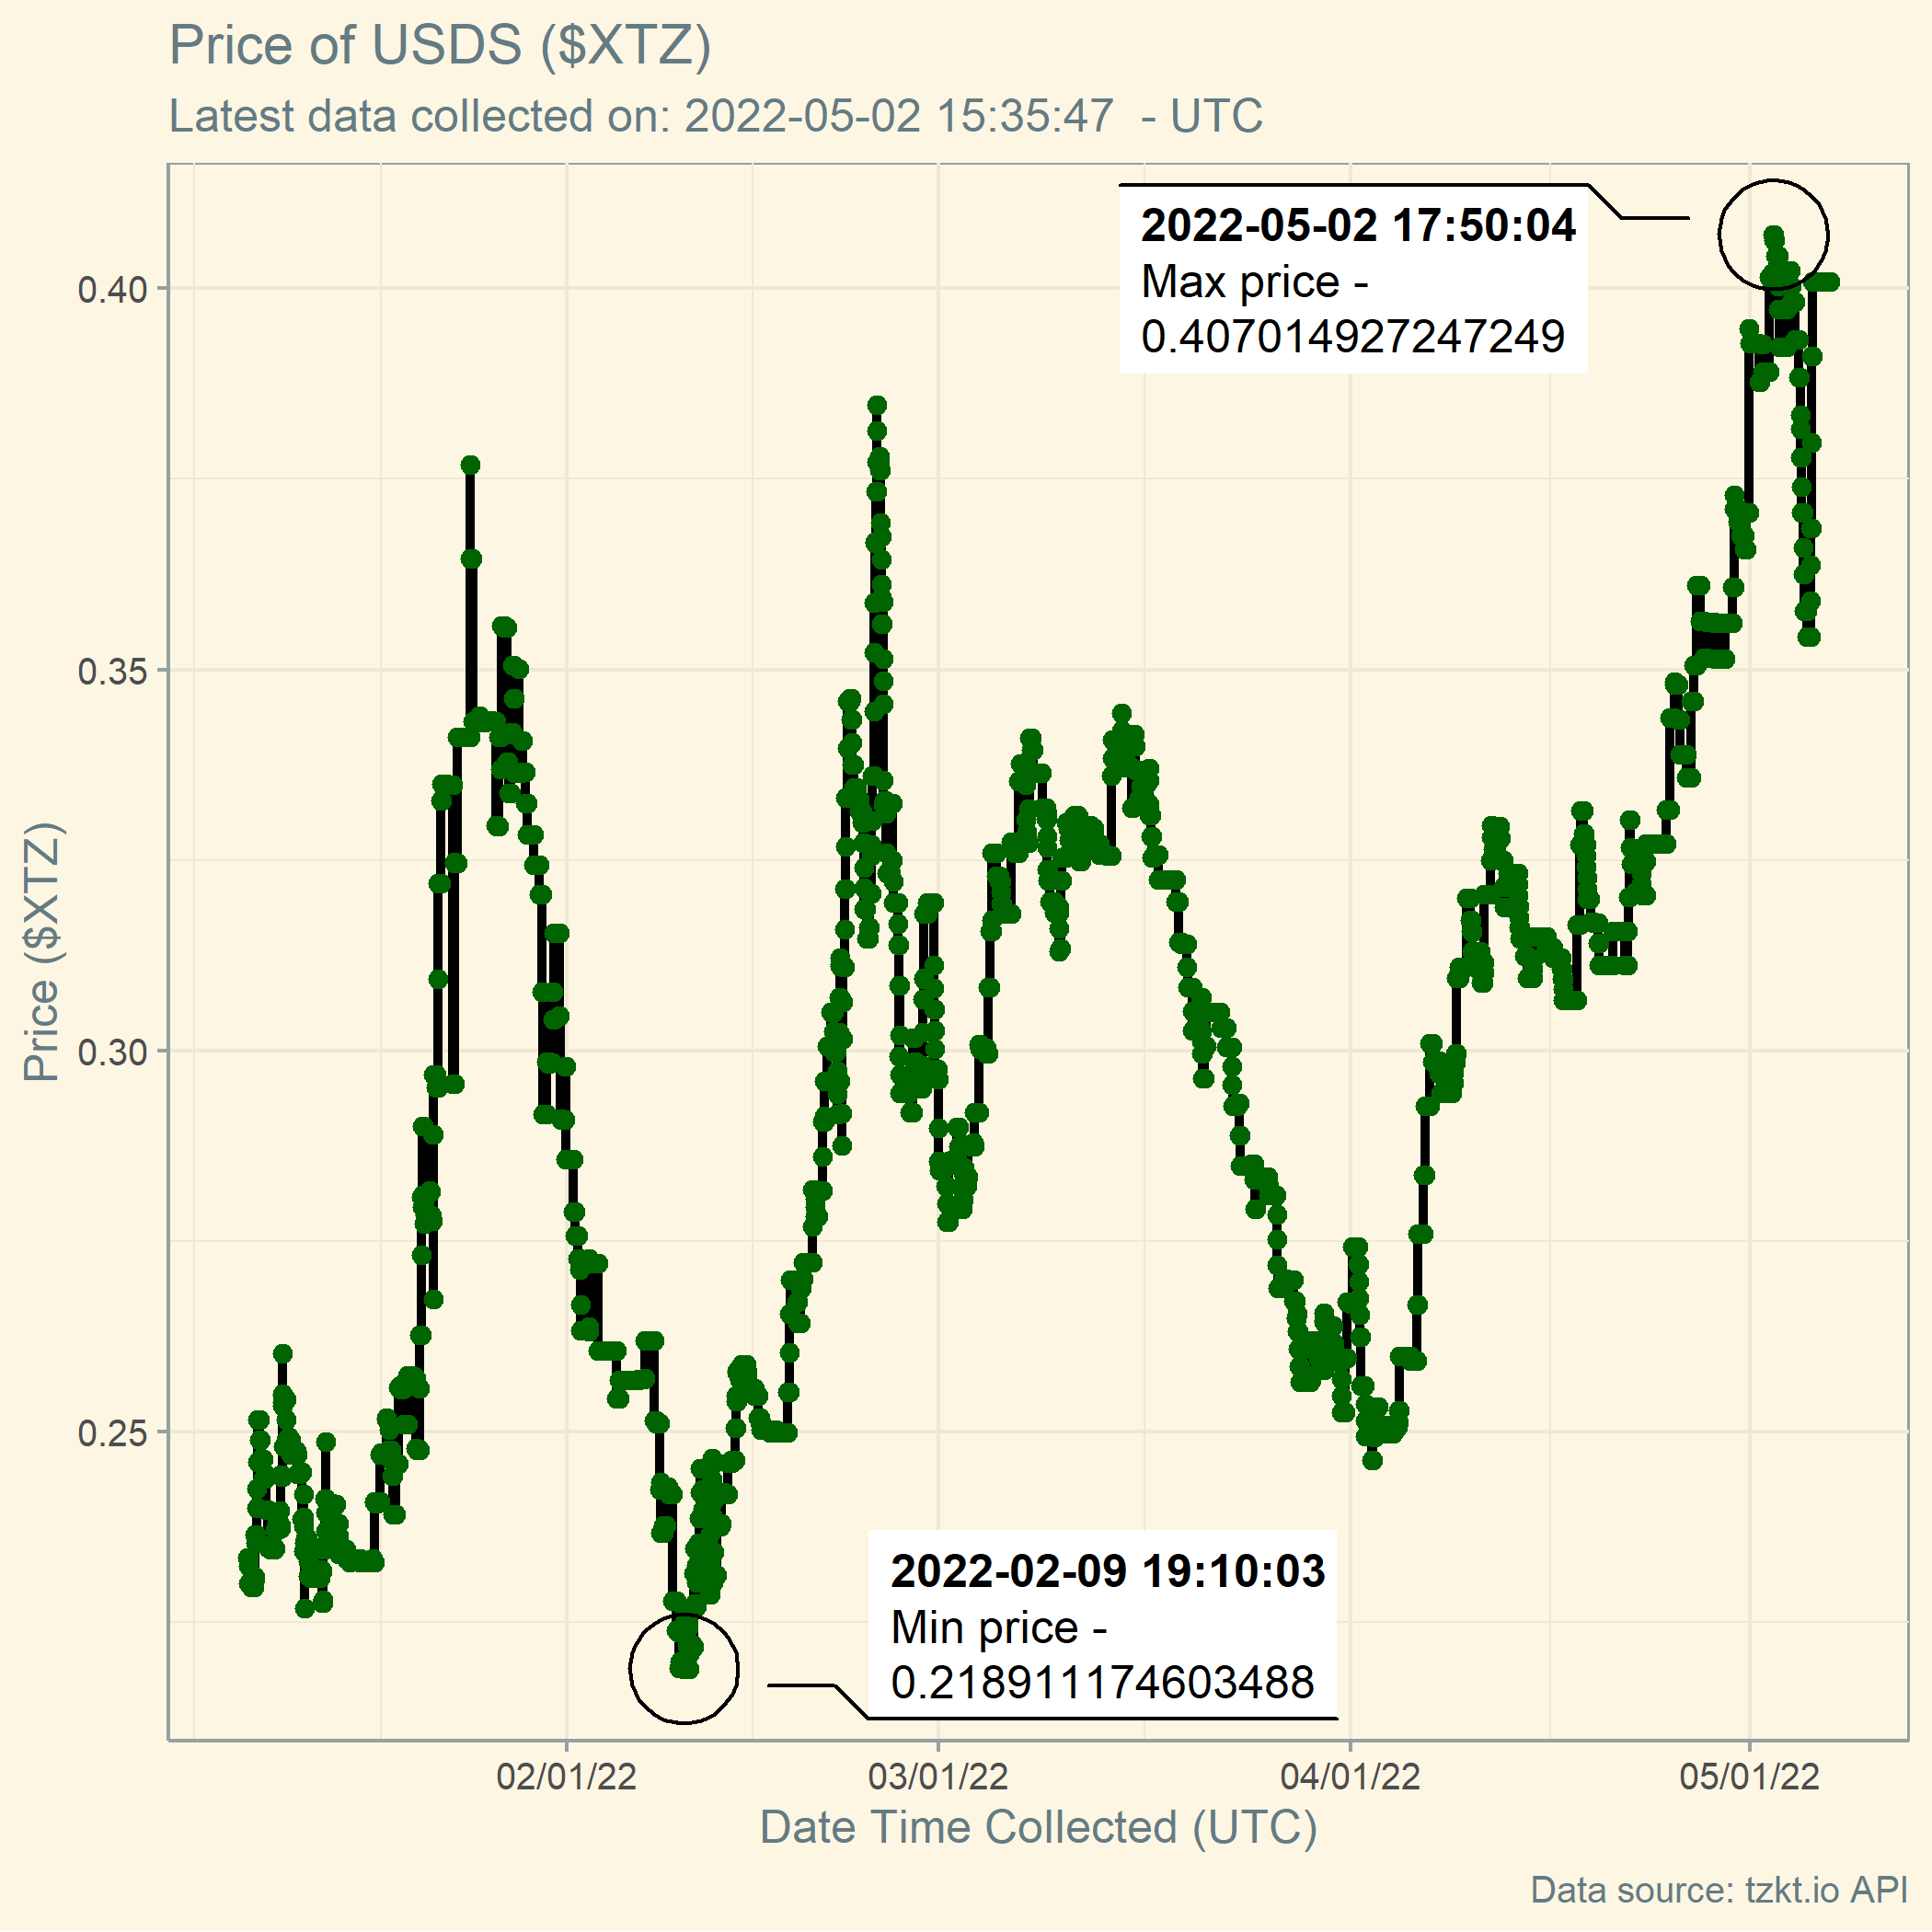 Price of USDS ($XTZ)
Latest data collected on: 2022-05-02 15:35:47  - UTC
2022-05-02 17:50:04
Max price -
0.407014927247249
0.40
0.35
0.30
0.25
Price ($XTZ)
2022-02-09 19:10:03
Min price -
0.218911174603488
02/01/22
03/01/22
04/01/22
05/01/22
Date Time Collected (UTC)
Data source: tzkt.io API